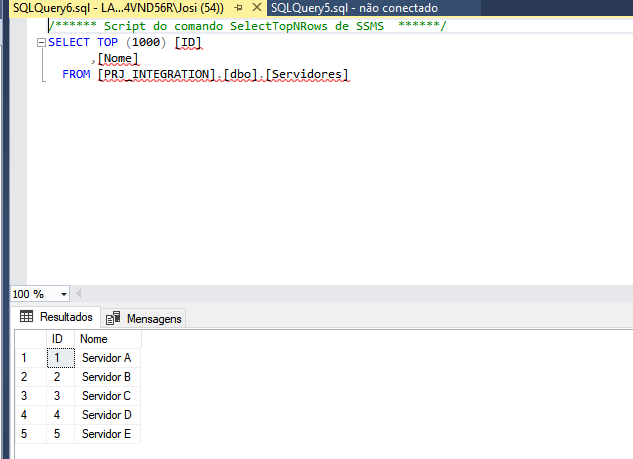 SQLQuery6.sql - LA...4VND56R\Josi (54))
SQLQuery5.sql - não conectado
/****** Script do comando SelectTopNRows de SSMS  ******/
SELECT TOP (1000) [ID]
      ,[Nome]
  FROM [PRJ_INTEGRATION].[dbo].[Servidores]
100 %
Resultados
Mensagens
ID Nome
1 1 Servidor A
2 2 Servidor B
3 3 Servidor C
4 4 Servidor D
5 5 Servidor E